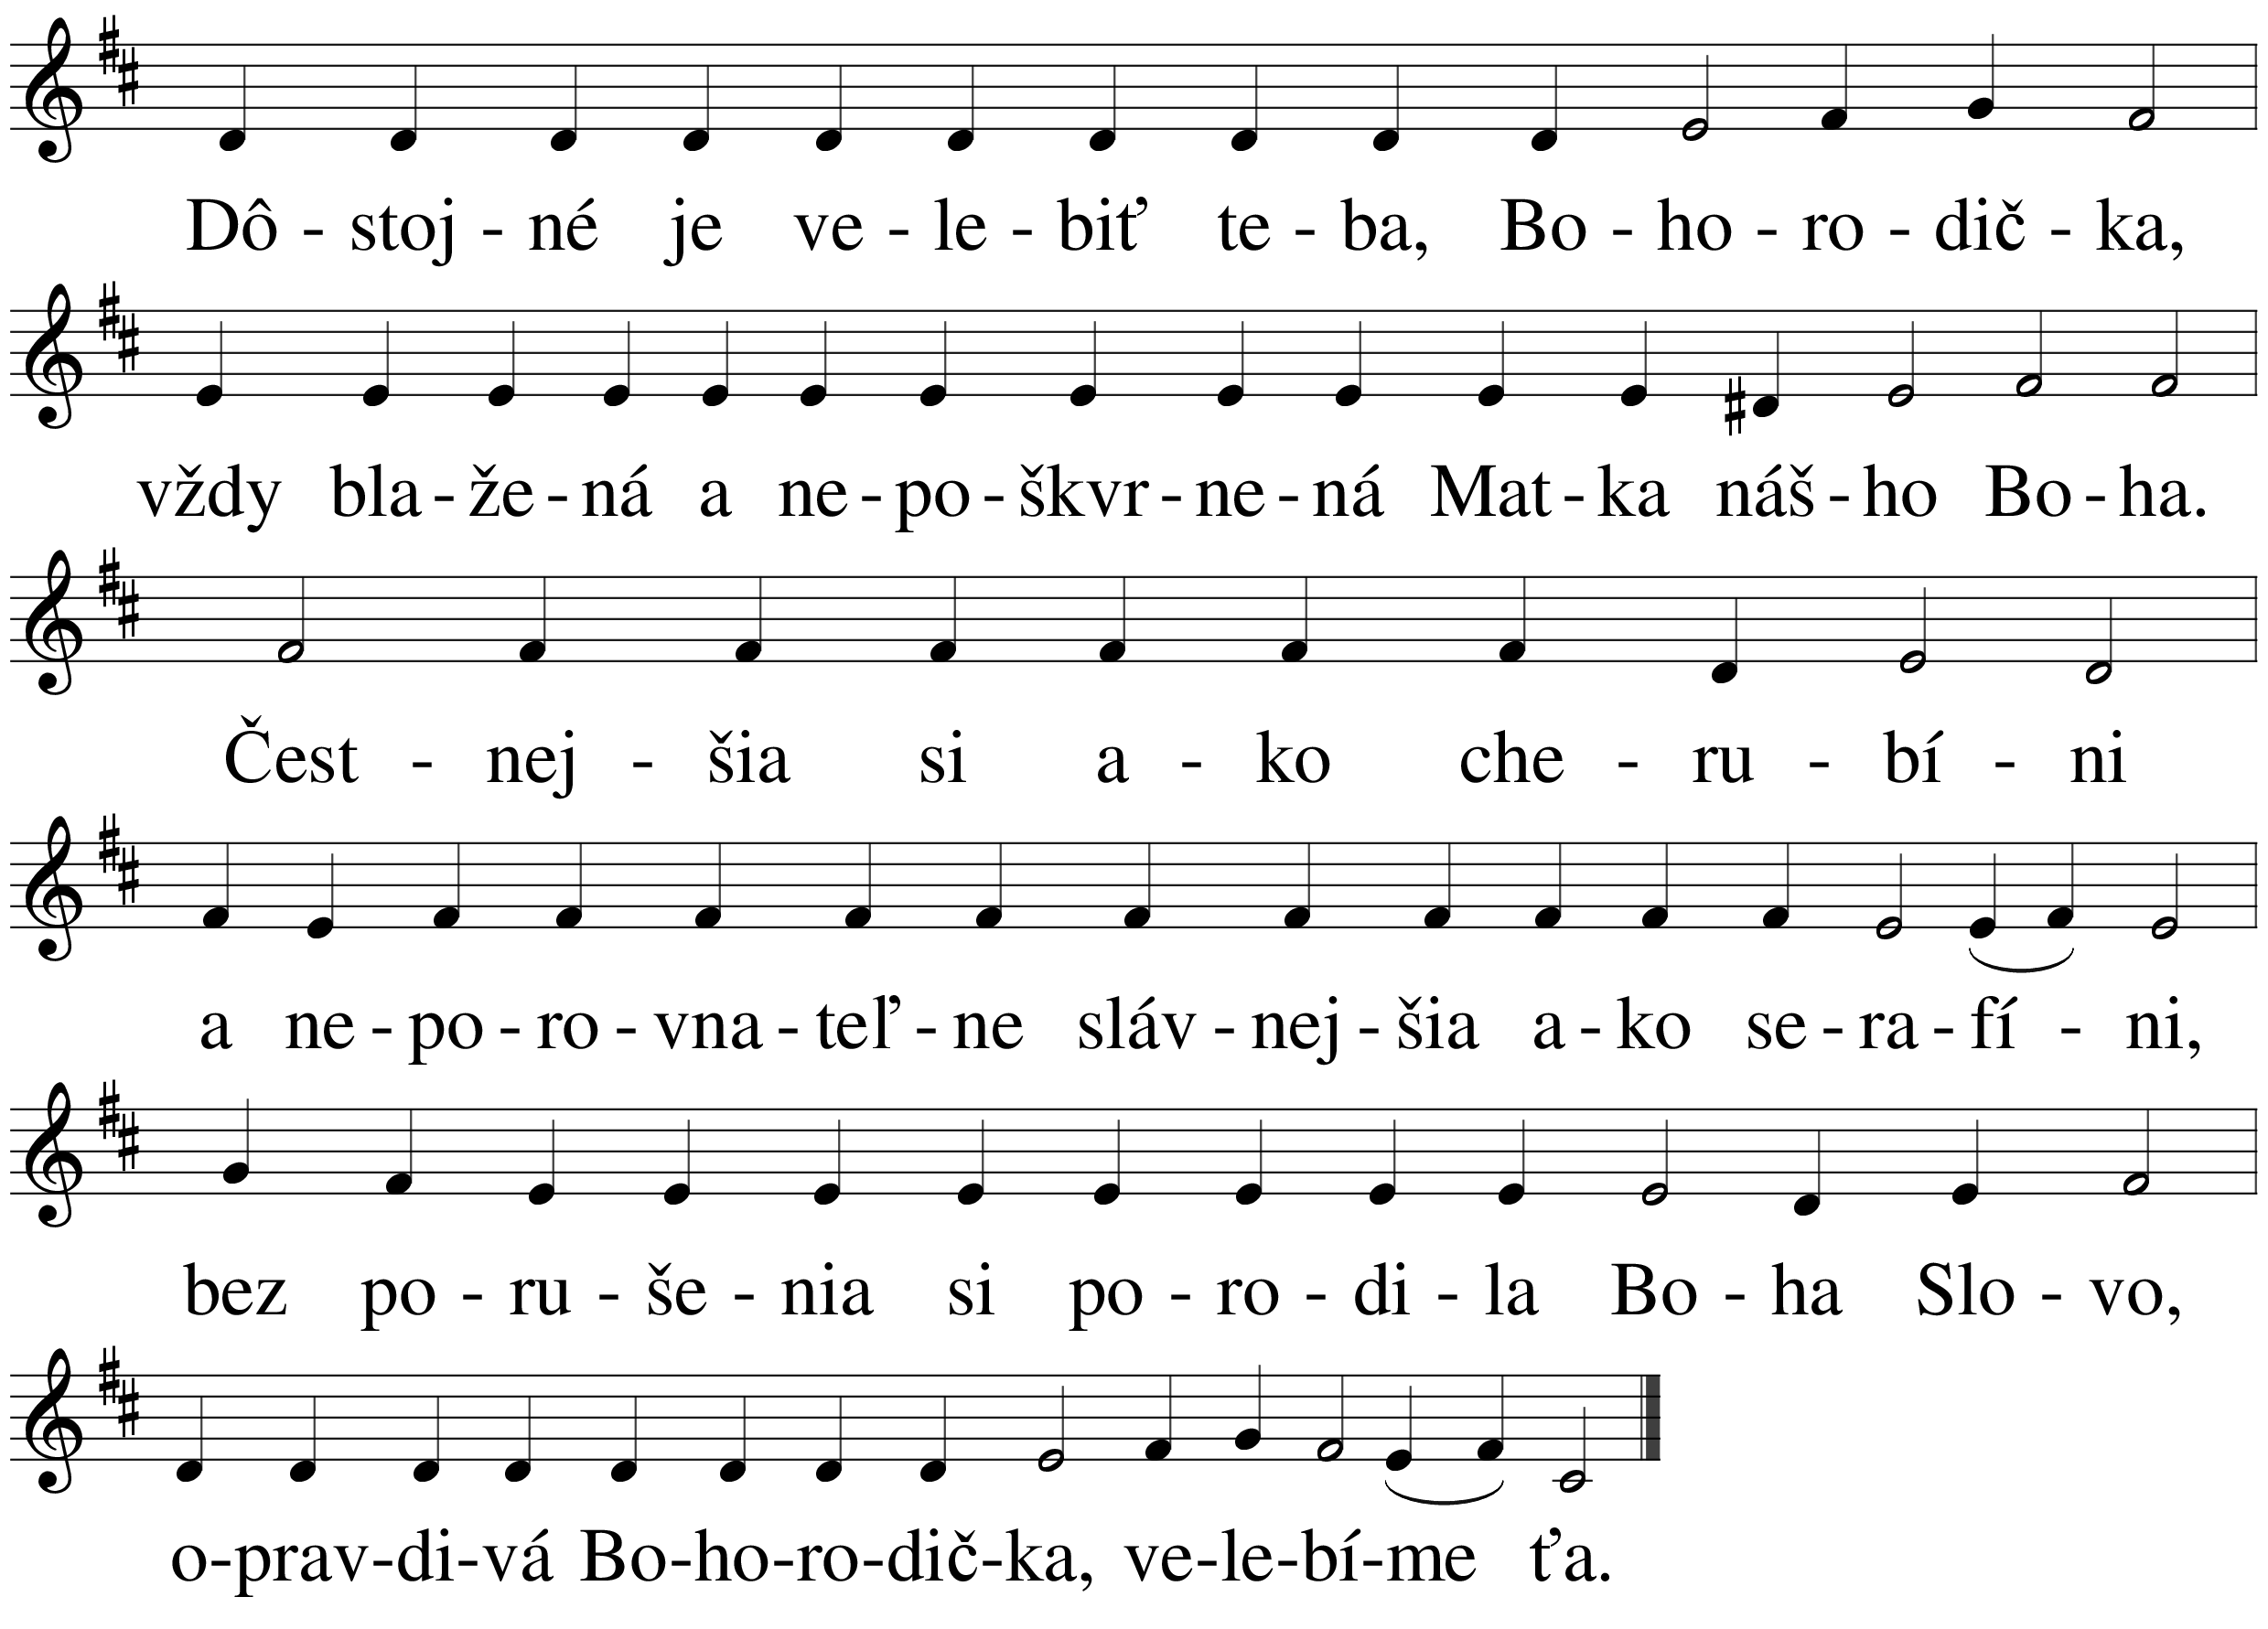 Dô - stoj - né je ve - le - biť te - ba, Bo - ho - ro - dič - ka,
vždy bla - že - ná a ne - po - škvr - ne - ná Mat - ka náš - ho Bo - ha.
Čest - nej - šia si a - ko che - ru - bí - ni
a ne - po - ro - vna - teľ - ne sláv - nej - šia a - ko se - ra - fí - ni,
bez po - ru - še - nia si po - ro - di - la Bo - ha Slo - vo,
o-prav-di-vá Bo-ho-ro-dič-ka, ve-le-bí-me ťa.